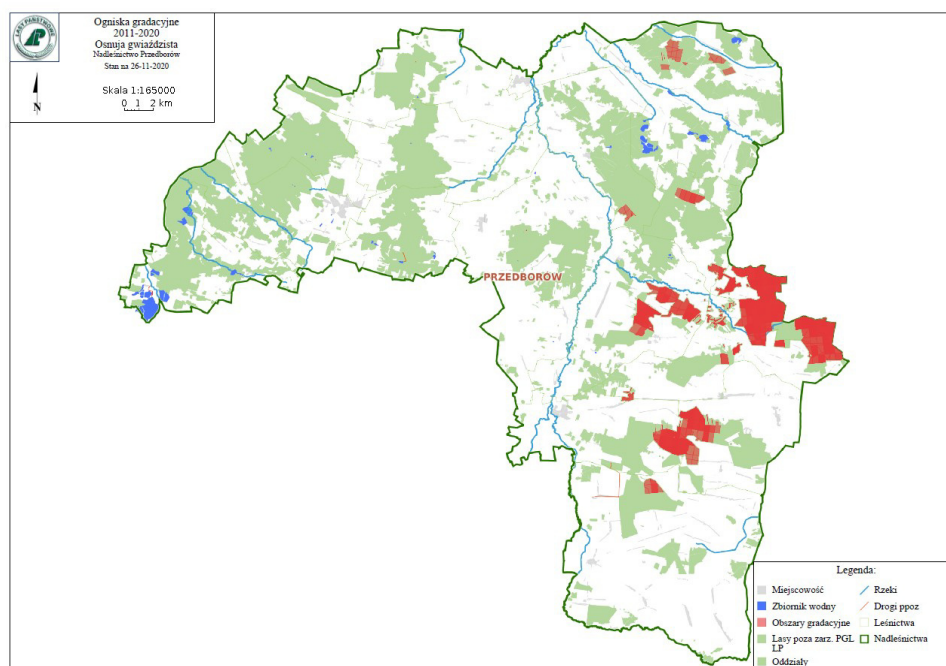 LASY PAŃSTWOWE
Ogniska gradacyjne
2011-2020
Osnuja gwiaździsta
Nadleśnictwo Przedborów
Stan na 26-11-2020
Skala 1:165000
0 1 2 km
N
PRZEDBORÓW
Legenda:
Miejscowość
Rzeki
Zbiornik wodny
Drogi ppoz
Obszary gradacyjne
Leśnictwa
Lasy poza zarz. PGL
LP
Nadleśnictwa
Oddziały